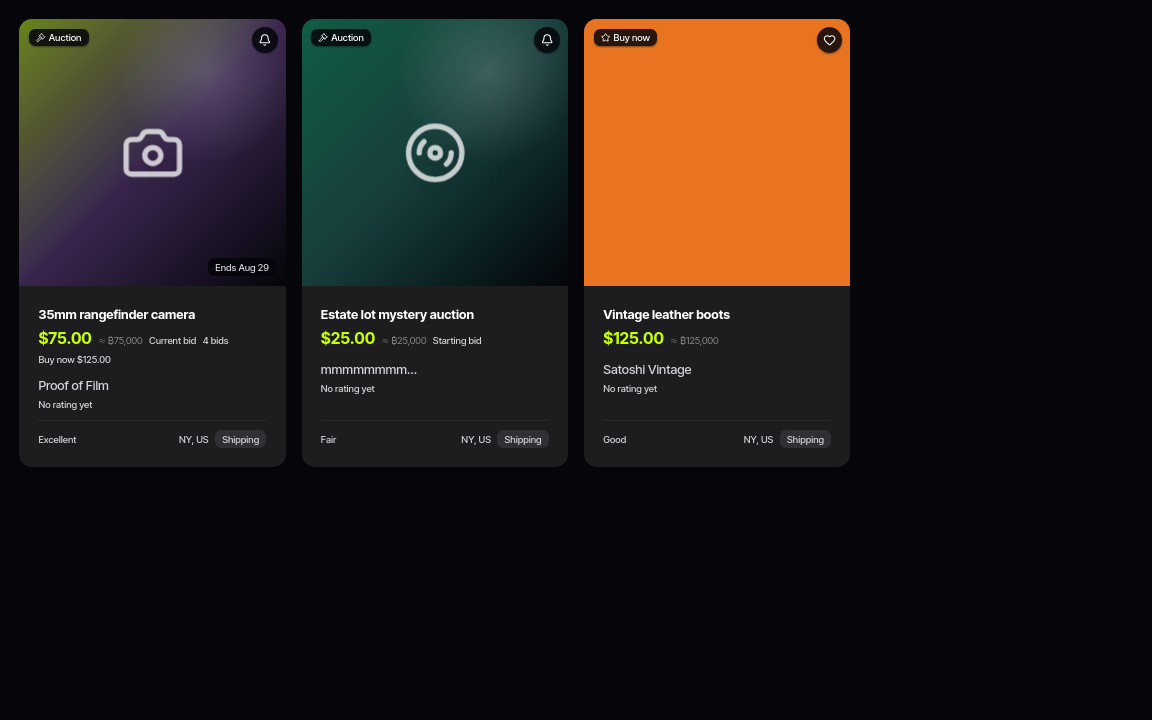 Auction
Ends Aug 29
35mm rangefinder camera
$75.00 ≈ ₿75,000 Current bid 4 bids
Buy now $125.00
Proof of Film
No rating yet
Excellent NY, US Shipping
Auction
Estate lot mystery auction
$25.00 ≈ ₿25,000 Starting bid
mmmmmmmm...
No rating yet
Fair NY, US Shipping
Buy now
Vintage leather boots
$125.00 ≈ ₿125,000
Satoshi Vintage
No rating yet
Good NY, US Shipping